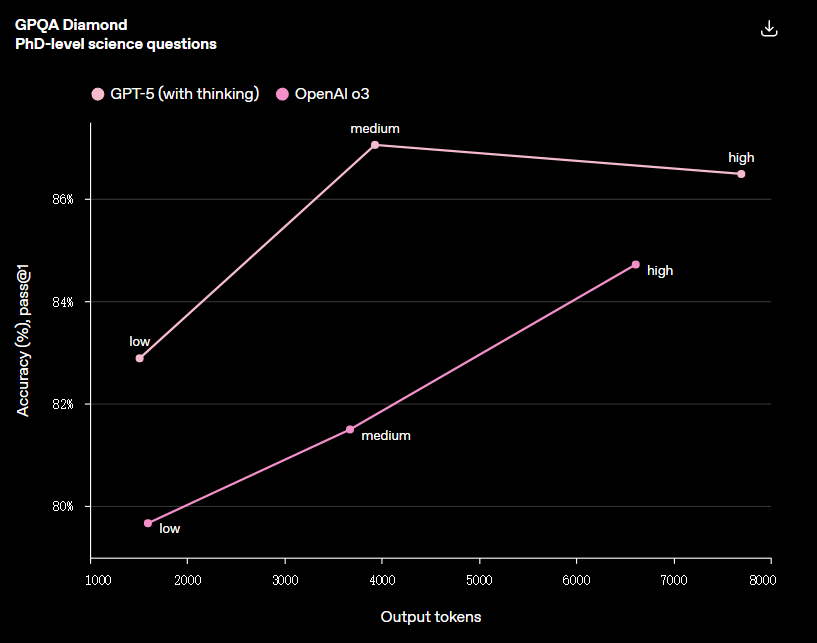 GPQA Diamond
PhD-level science questions
GPT-5 (with thinking) OpenAI o3
medium
high
86%
high
84%
low
82%
medium
80%
low
Accuracy (%), pass@1
1000 2000 3000 4000 5000 6000 7000 8000
Output tokens